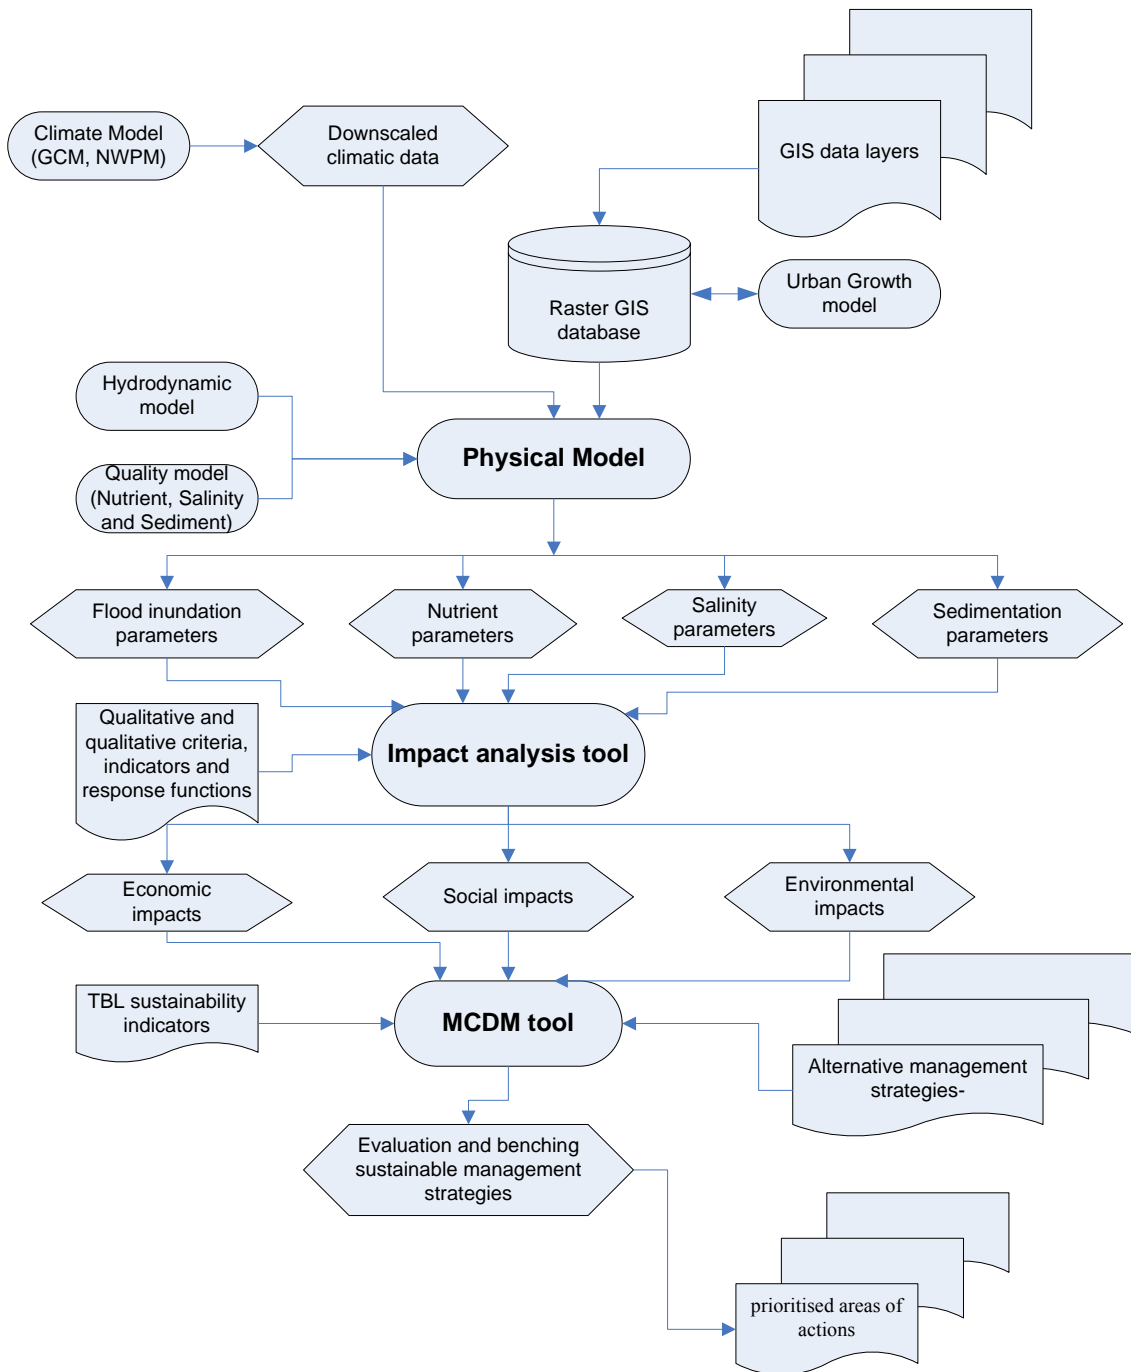 Climate Model
(GCM, NWPM)
Downscaled
climatic data
GIS data layers
Raster GIS
database
Urban Growth
model
Hydrodynamic
model
Physical Model
Quality model
(Nutrient, Salinity
and Sediment)
Flood inundation
parameters
Nutrient
parameters
Salinity
parameters
Sedimentation
parameters
Qualitative and
qualitative criteria,
indicators and
response functions
Impact analysis tool
Economic
impacts
Social impacts
Environmental
impacts
TBL sustainability
indicators
MCDM tool
Alternative management
strategies-
Evaluation and benching
sustainable management
strategies
prioritised areas of
actions